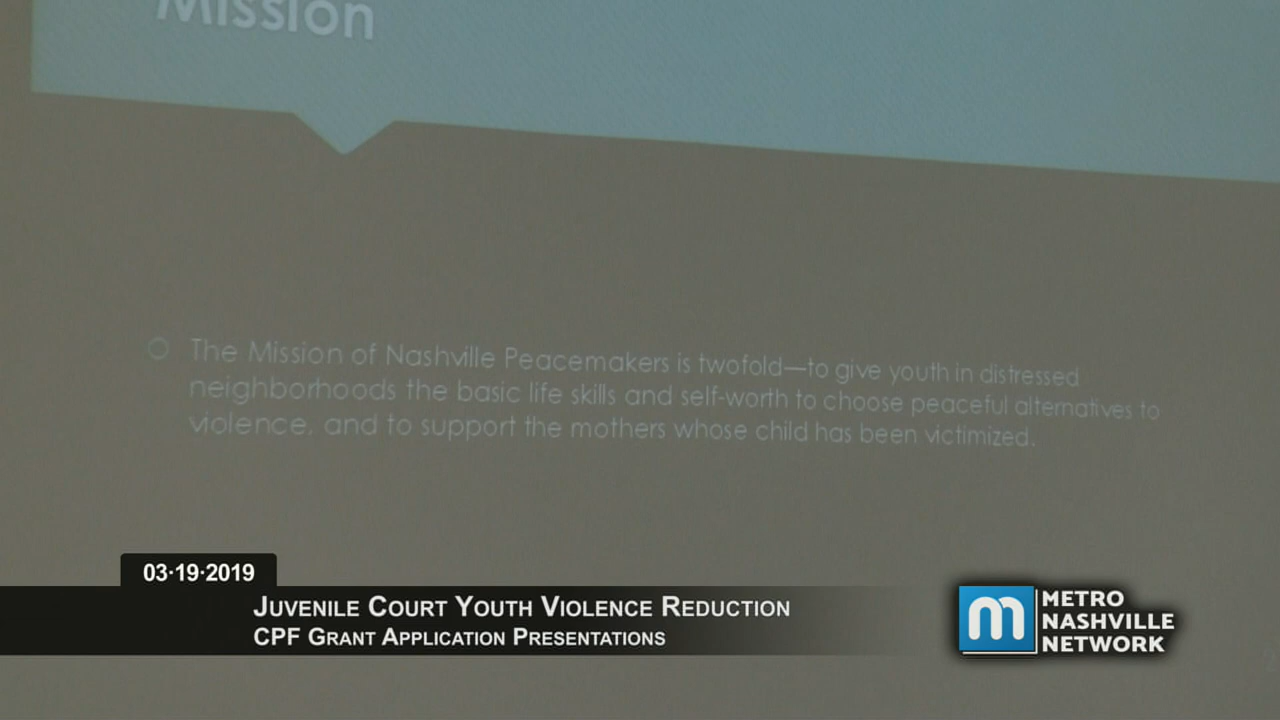 Mission
The Mission of Nashville Peacemakers is twofold—to give youth in distressed
neighborhoods the basic life skills and self-worth to choose peaceful alternatives to
violence, and to support the mothers whose child has been victimized.
03·19·2019
JUVENILE COURT YOUTH VIOLENCE REDUCTION
CPF GRANT APPLICATION PRESENTATIONS
m METRO
NASHVILLE
NETWORK